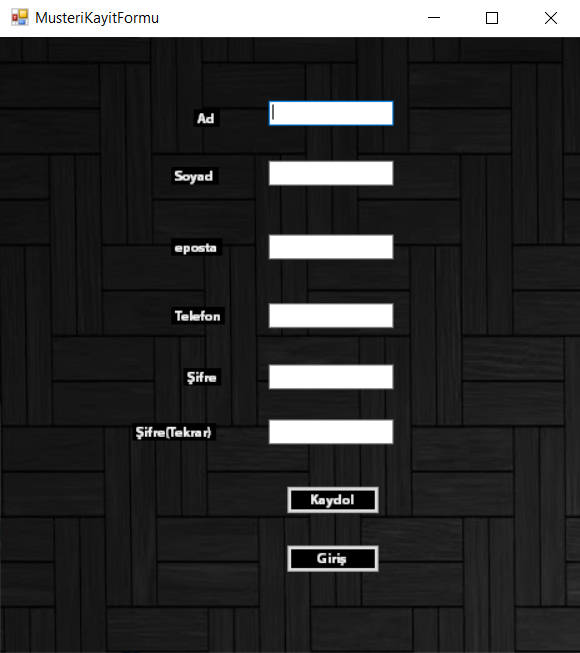 MusteriKayitFormu
Ad
Soyad
eposta
Telefon
Şifre
Şifre(Tekrar)
Kaydol
Giriş